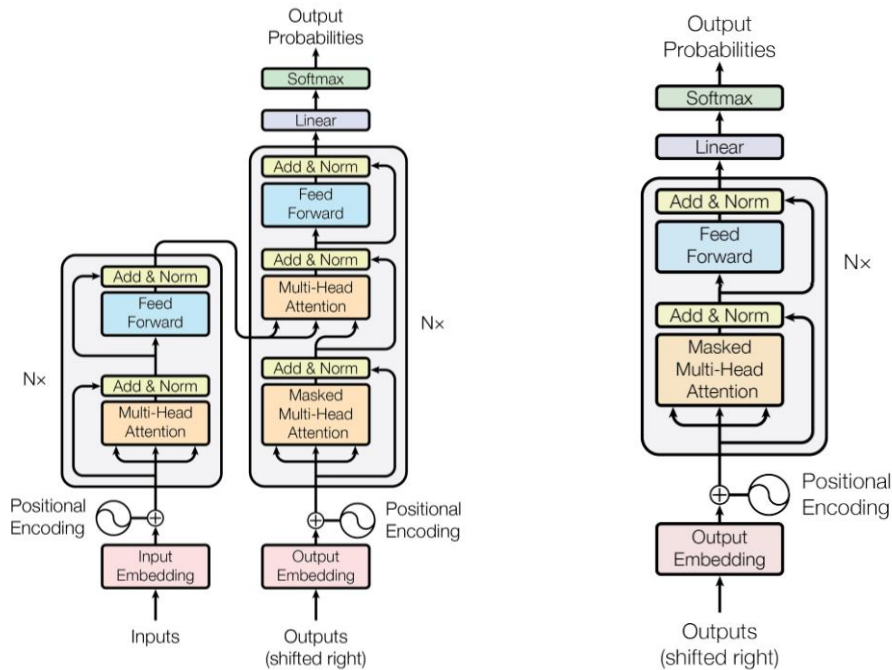 Output
Probabilities
Softmax
Linear
Add & Norm
Feed
Forward
Add & Norm
Multi-Head
Attention
Add & Norm
Masked
Multi-Head
Attention
Nx
Positional
Encoding
Output
Embedding
Outputs
(shifted right)
Add & Norm
Feed
Forward
Add & Norm
Multi-Head
Attention
Nx
Positional
Encoding
Input
Embedding
Inputs
Output
Probabilities
Softmax
Linear
Add & Norm
Feed
Forward
Add & Norm
Masked
Multi-Head
Attention
Nx
Positional
Encoding
Output
Embedding
Outputs
(shifted right)